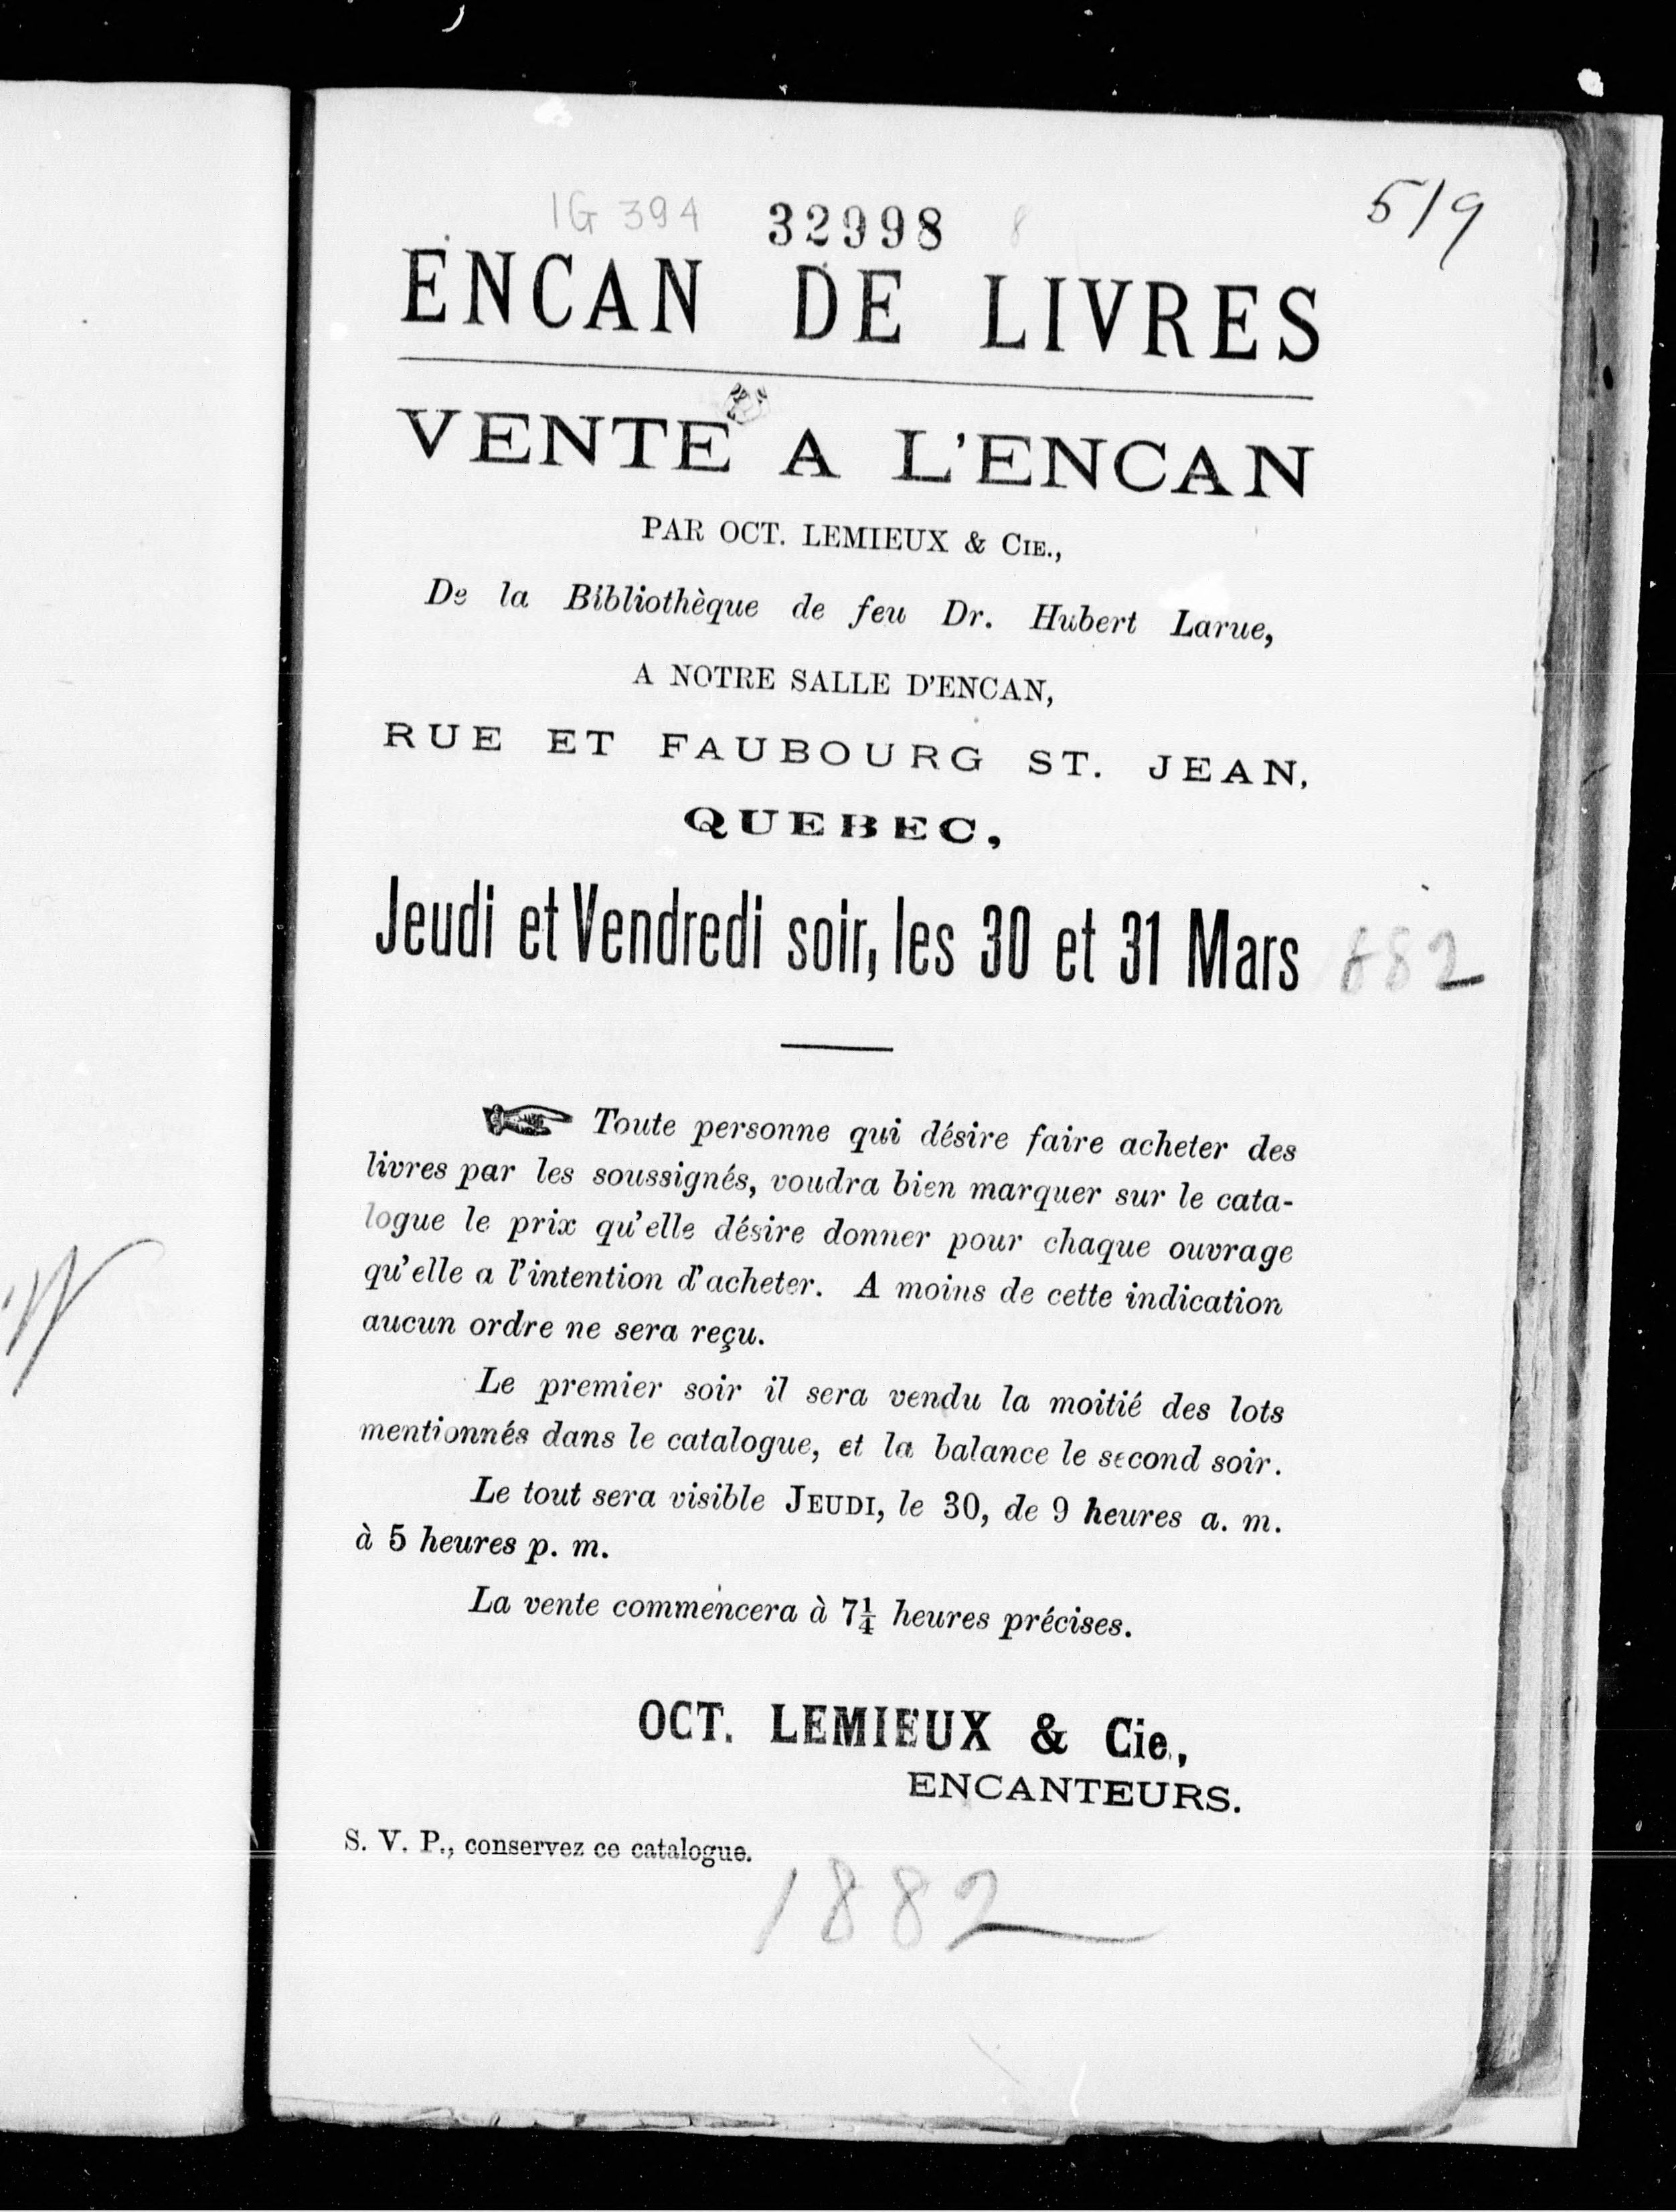 IG 394 32998 8
5/9
ENCAN DE LIVRES
VENTE A L'ENCAN
PAR OCT. LEMIEUX & CIE.,
De la Bibliothèque de feu Dr. Hubert Larue,
A NOTRE SALLE D'ENCAN,
RUE ET FAUBOURG ST. JEAN,
QUEBEC,
Jeudi et Vendredi soir, les 30 et 31 Mars 882
Toute personne qui désire faire acheter des
livres par les soussignés, voudra bien marquer sur le cata-
logue le prix qu'elle désire donner pour chaque ouvrage
qu'elle a l'intention d'acheter. A moins de cette indication
aucun ordre ne sera reçu.
Le premier soir il sera vendu la moitié des lots
mentionnés dans le catalogue, et la balance le second soir.
Le tout sera visible JEUDI, le 30, de 9 heures a. m.
à 5 heures p. m.
La vente commencera à 7¼ heures précises.
OCT. LEMIEUX & Cie.,
ENCANTEURS.
S. V. P., conservez ce catalogue.
1882